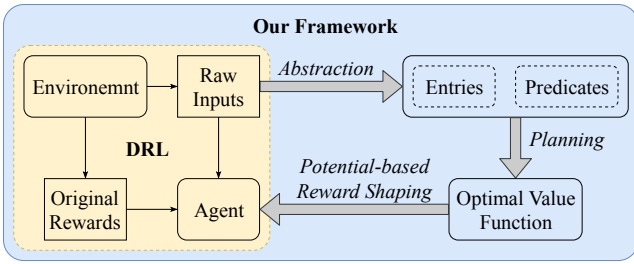 Our Framework
Environemnt
Raw
Inputs
Abstraction
Entries
Predicates
DRL
Planning
Potential-based
Reward Shaping
Original
Rewards
Agent
Optimal Value
Function